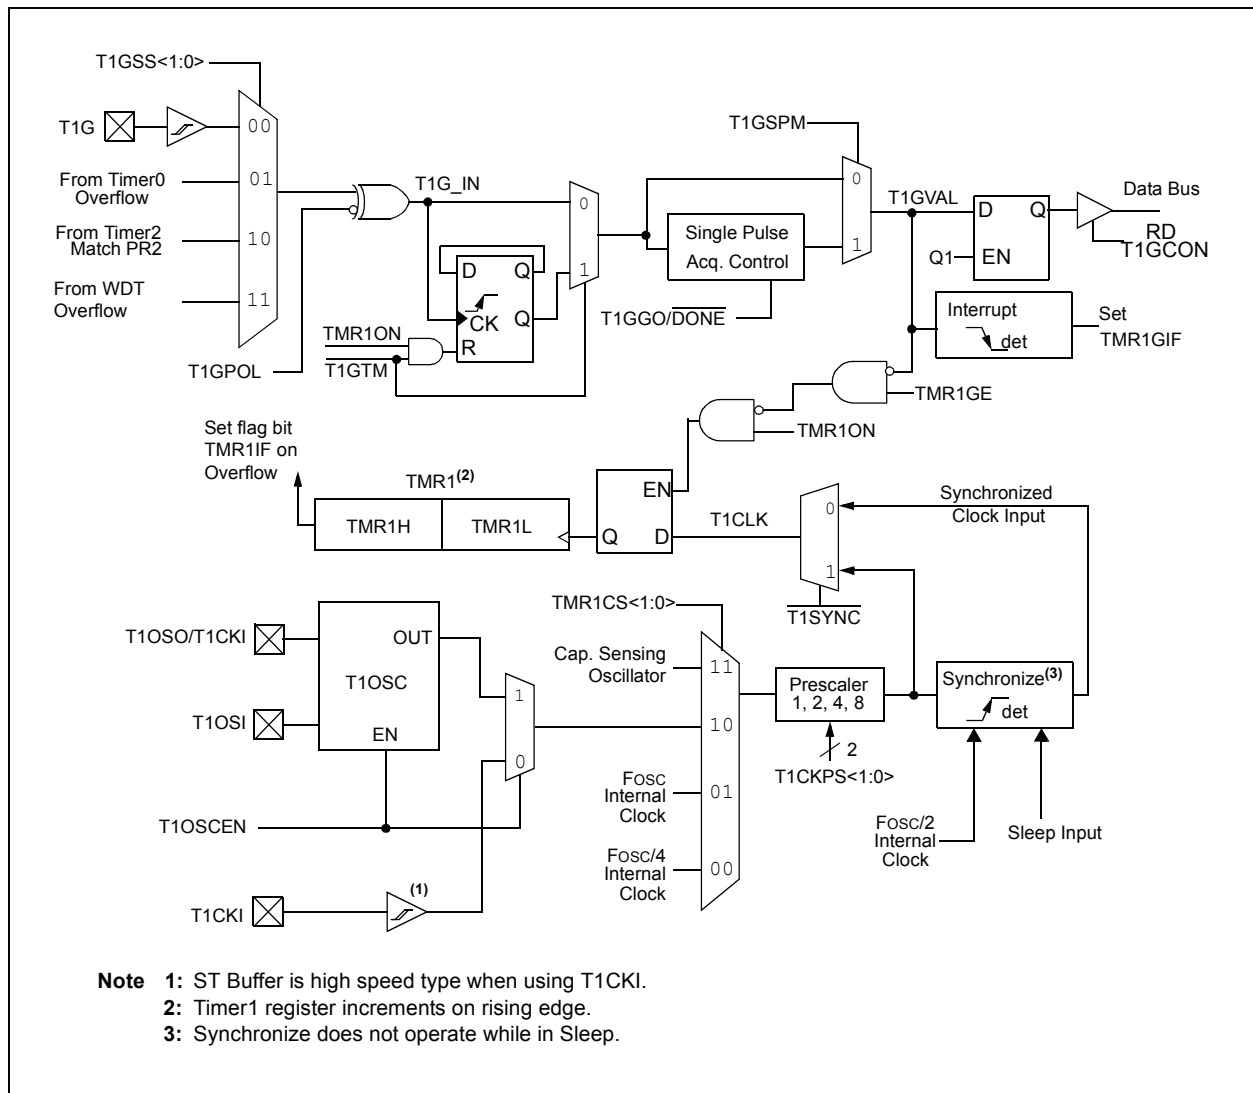 T1GSS<1:0>
T1G
00
From Timer0
Overflow
01
From Timer2
Match PR2
10
From WDT
Overflow
11
T1GPOL
T1G_IN
D
Q
CK
Q
R
TMR1ON
T1GTM
0
1
Single Pulse
Acq. Control
T1GGO/DONE
T1GSPM
0
1
T1GVAL
D
Q
Q1
EN
Data Bus
RD
T1GCON
Interrupt
det
Set
TMR1GIF
TMR1GE
TMR1ON
Set flag bit
TMR1IF on
Overflow
TMR1(2)
TMR1H
TMR1L
EN
Q
D
T1CLK
0
1
T1SYNC
Synchronized
Clock Input
T1OSO/T1CKI
T1OSI
OUT
T1OSC
EN
1
0
T1OSCEN
T1CKI
(1)
TMR1CS<1:0>
Cap. Sensing
Oscillator
11
10
FOSC
Internal
Clock
01
FOSC/4
Internal
Clock
00
Prescaler
1, 2, 4, 8
2
T1CKPS<1:0>
Synchronize(3)
det
FOSC/2
Internal
Clock
Sleep Input
Note 1: ST Buffer is high speed type when using T1CKI.
2: Timer1 register increments on rising edge.
3: Synchronize does not operate while in Sleep.